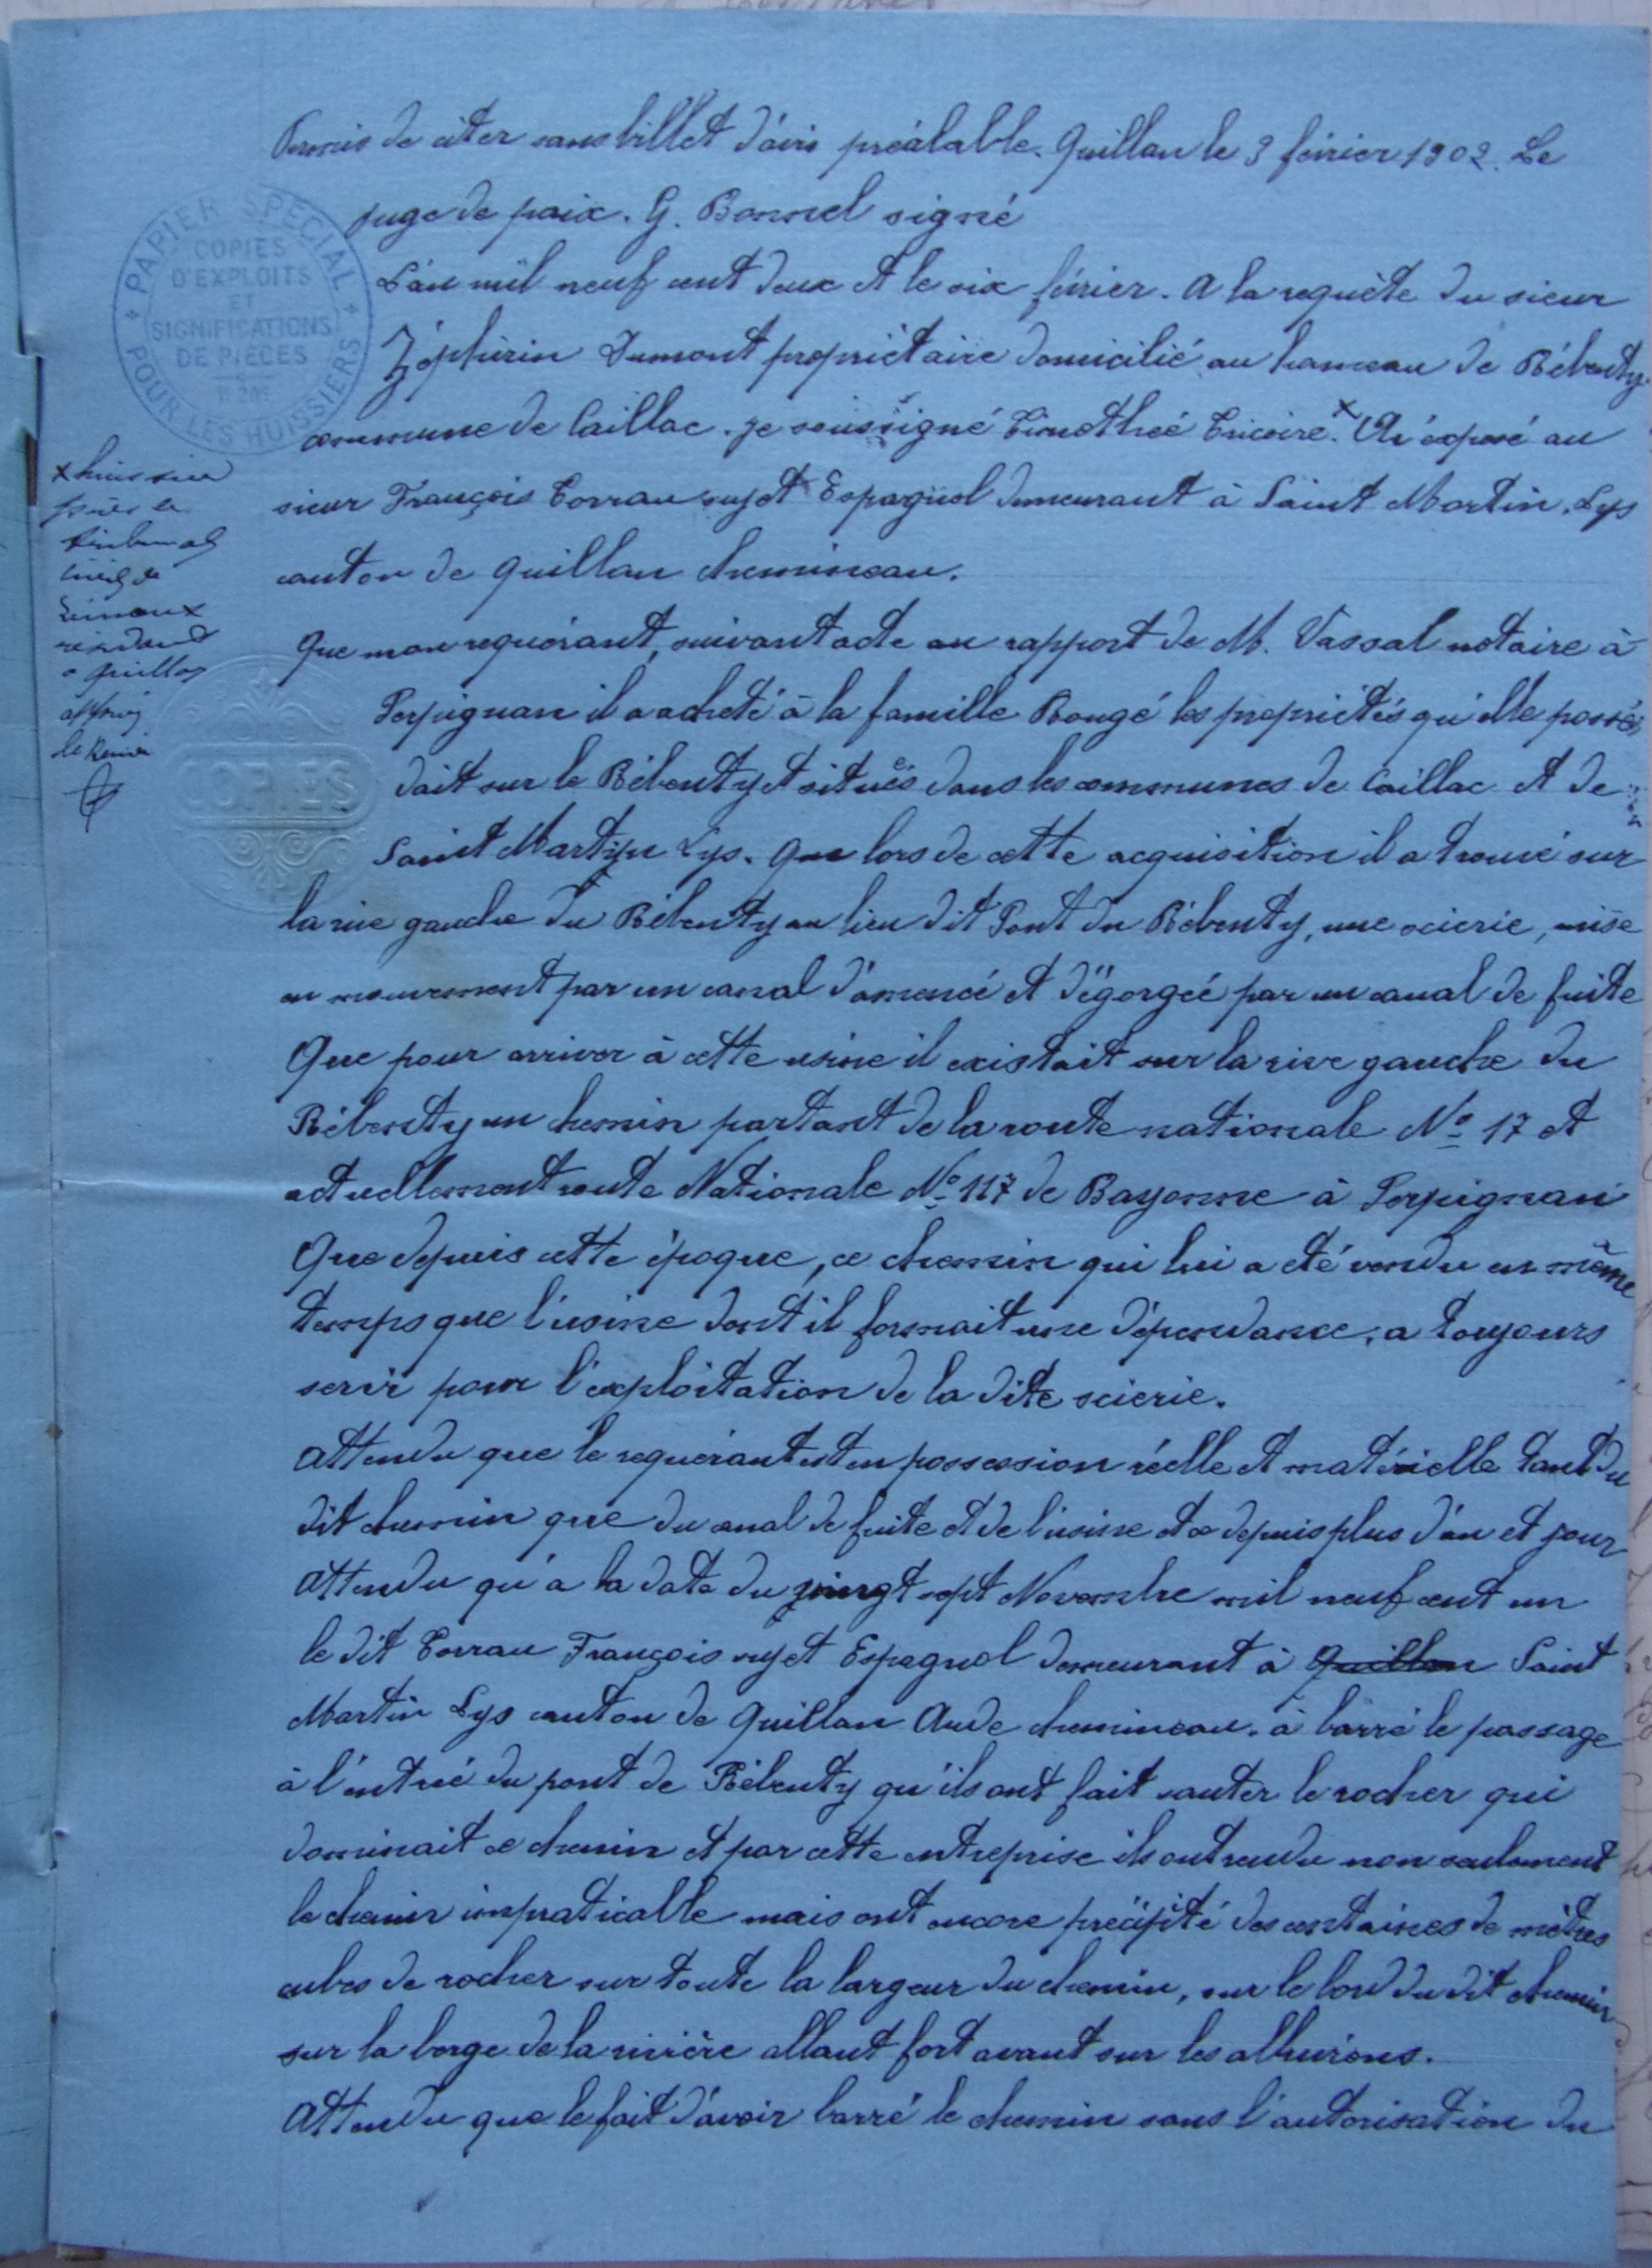 Permis de citer sans billet d'avis préalable. Quillan le 3 février 1902. Le
juge de paix. G. Bonnel signé
L'an mil neuf cent deux et le six février. A la requête du sieur
Zéphirin Dumont propriétaire domicilié au hameau de Rébenty
commune de Caillac. je soussigné Timothée Tricoire. x Ai exposé au
sieur François Torrau sujet Espagnol demeurant à Saint Martin Lys
canton de Quillan chemineau.
Que mon requérant, suivant acte au rapport de M. Vassal notaire à
Perpignan il a acheté à la famille Rougé les propriétés qu'elle possé
dait sur le Rébenty et situés dans les communes de Caillac et de
Saint Martin Lys. Que lors de cette acquisition il a trouvé sur
la rive gauche du Rébenty au lieu dit Pont du Rébenty, une scierie, mise
en mouvement par un canal d'amenée et dégorgée par un canal de fuite
Que pour arriver à cette usine il existait sur la rive gauche du
Rébenty un chemin partant de la route nationale No 17 et
actuellement route Nationale No 117 de Bayonne à Perpignan
Que depuis cette époque, ce chemin qui lui a été vendu en même
temps que l'usine dont il formait une dépendance, a toujours
servir pour l'exploitation de la dite scierie.
Attendu que le requérant est en possession réelle et matérielle tant du
dit chemin que du canal de fuite et de l'usine et ce depuis plus d'an et jour
Attendu qu'à la date du vingt sept Novembre mil neuf cent un
le dit Torrau François sujet Espagnol demeurant à Quillan Saint
Martin Lys canton de Quillan Aude chemineau. à barré le passage
à l'entrée du pont de Rébenty qu'ils ont fait sauter le rocher qui
dominait ce chemin et par cette entreprise ils ont rendu non seulement
le chemin impraticable mais ont encore précipité des centaines de mètres
cubes de rocher sur toute la largeur du chemin, sur le bord du dit chemin
sur la berge de la rivière allant fort avant sur les alluvions.
Attendu que le fait d'avoir barré le chemin sans l'autorisation du
x huissier
près le
tribunal
civil de
Limoux
résidant
a Quillan
PAPIER SPÉCIAL
POUR LES HUISSIERS
COPIES
D'EXPLOITS
ET
SIGNIFICATIONS
DE PIÈCES
COPIES